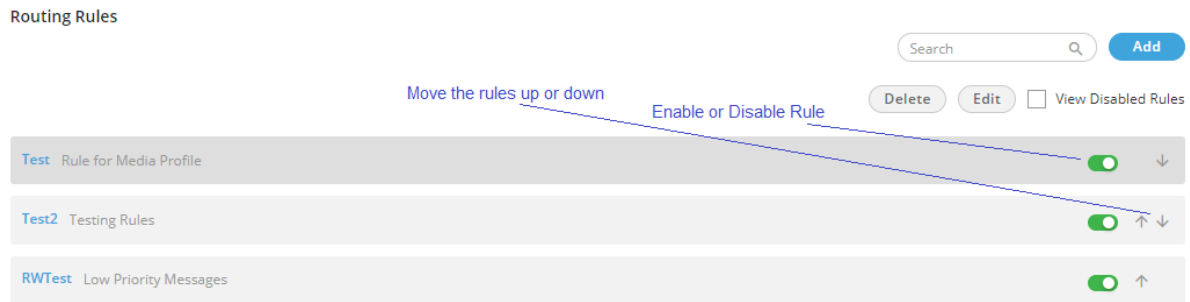 Routing Rules
Search
Add
Move the rules up or down
Enable or Disable Rule
Delete
Edit
View Disabled Rules
Test Rule for Media Profile
Test2 Testing Rules
RWTest Low Priority Messages